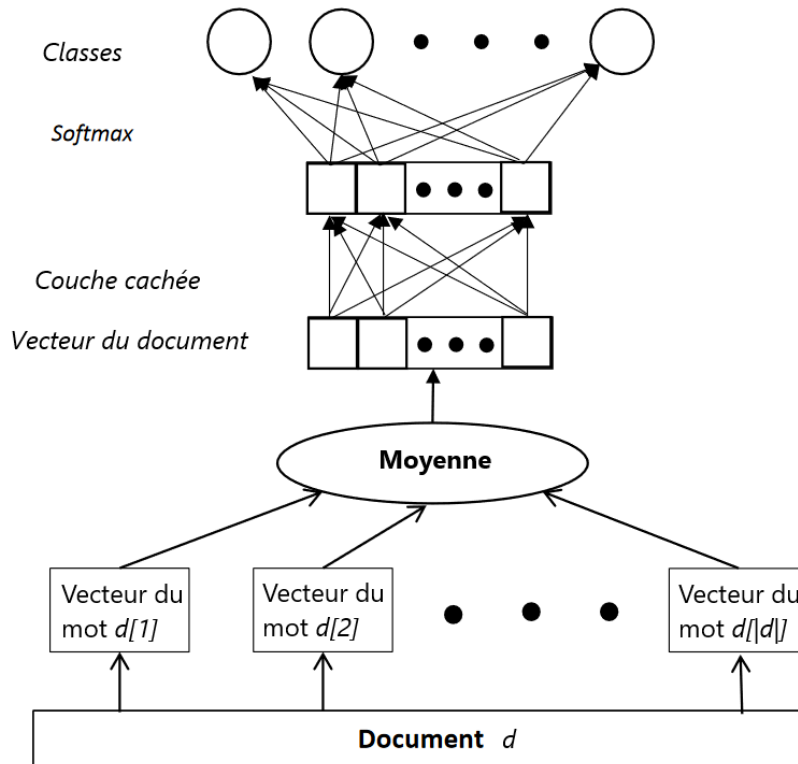 Classes
Softmax
Couche cachée
Vecteur du document
Moyenne
Vecteur du
mot d[1]
Vecteur du
mot d[2]
Vecteur du
mot d[|d|]
Document d